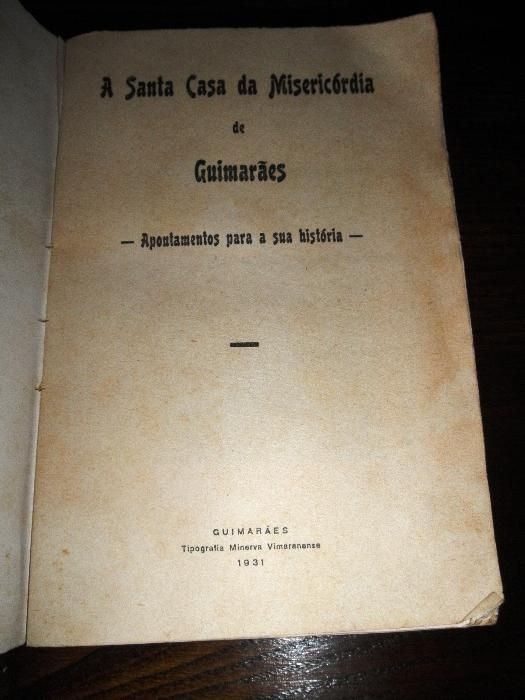 A Santa Casa da Misericórdia
de
Guimarães
— Apontamentos para a sua história —
GUIMARÃES
Tipografia Minerva Vimaranense
1931